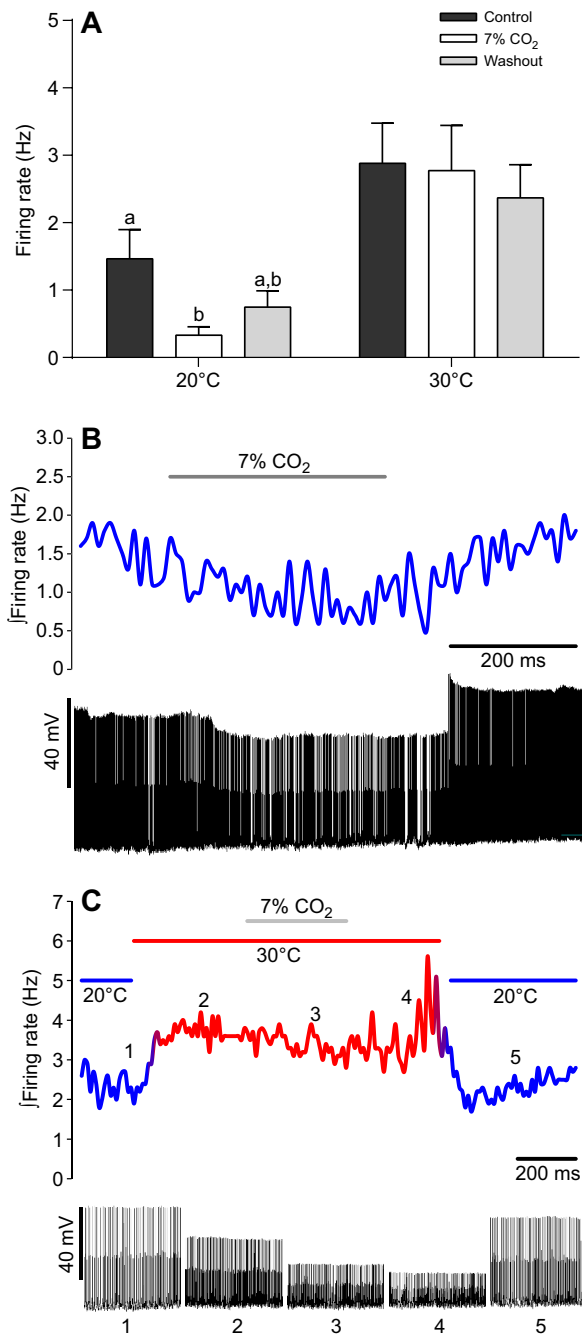 A
Control
7% CO₂
Washout
Firing rate (Hz)
5
4
3
2
1
0
a
b
a,b
20°C
30°C
B
7% CO₂
∫Firing rate (Hz)
3.0
2.5
2.0
1.5
1.0
0.5
0
200 ms
40 mV
C
7% CO₂
30°C
20°C
20°C
∫Firing rate (Hz)
7
6
5
4
3
2
1
0
1
2
3
4
5
200 ms
40 mV
1
2
3
4
5